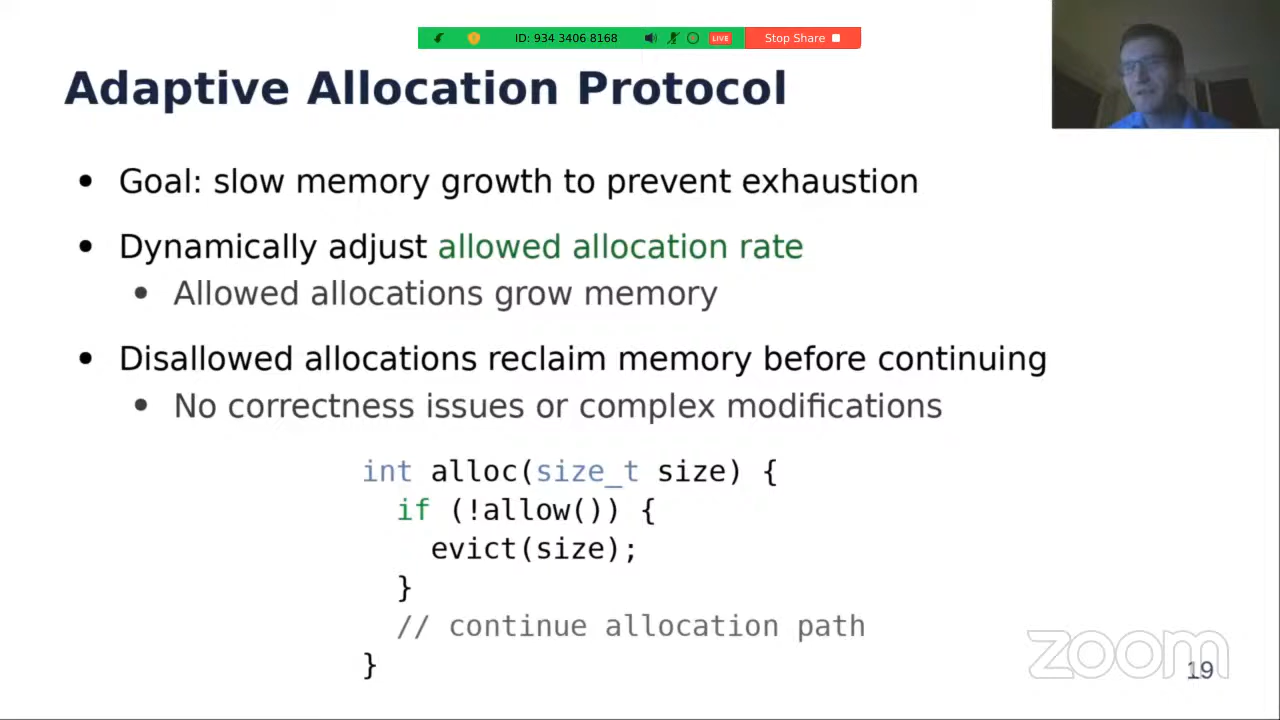 ID: 934 3406 8168
LIVE
Stop Share
Adaptive Allocation Protocol
• Goal: slow memory growth to prevent exhaustion
• Dynamically adjust allowed allocation rate
• Allowed allocations grow memory
• Disallowed allocations reclaim memory before continuing
• No correctness issues or complex modifications
int alloc(size_t size) {
if (!allow()) {
evict(size);
}
// continue allocation path
}
zoom
19